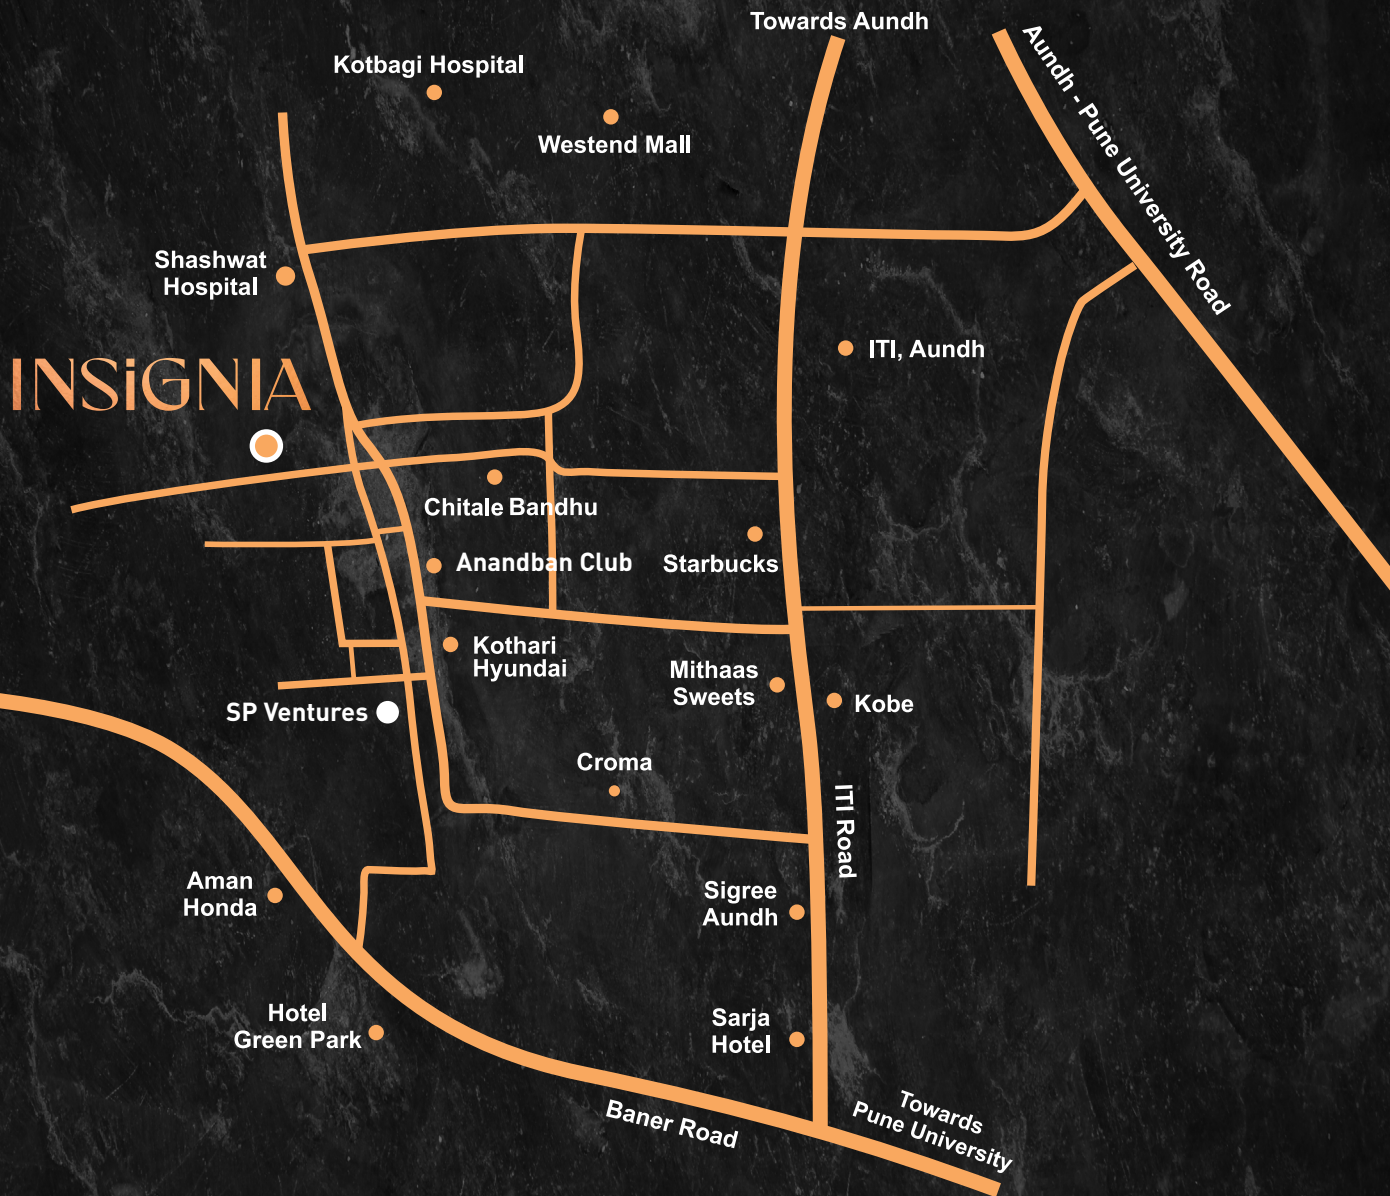 Towards Aundh
Aundh - Pune University Road
Kotbagi Hospital
Westend Mall
Shashwat
Hospital
INSiGNIA
ITI, Aundh
Chitale Bandhu
Anandban Club
Starbucks
Kothari
Hyundai
Mithaas
Sweets
Kobe
SP Ventures
Croma
ITI Road
Aman
Honda
Sigree
Aundh
Hotel
Green Park
Sarja
Hotel
Baner Road
Towards
Pune University